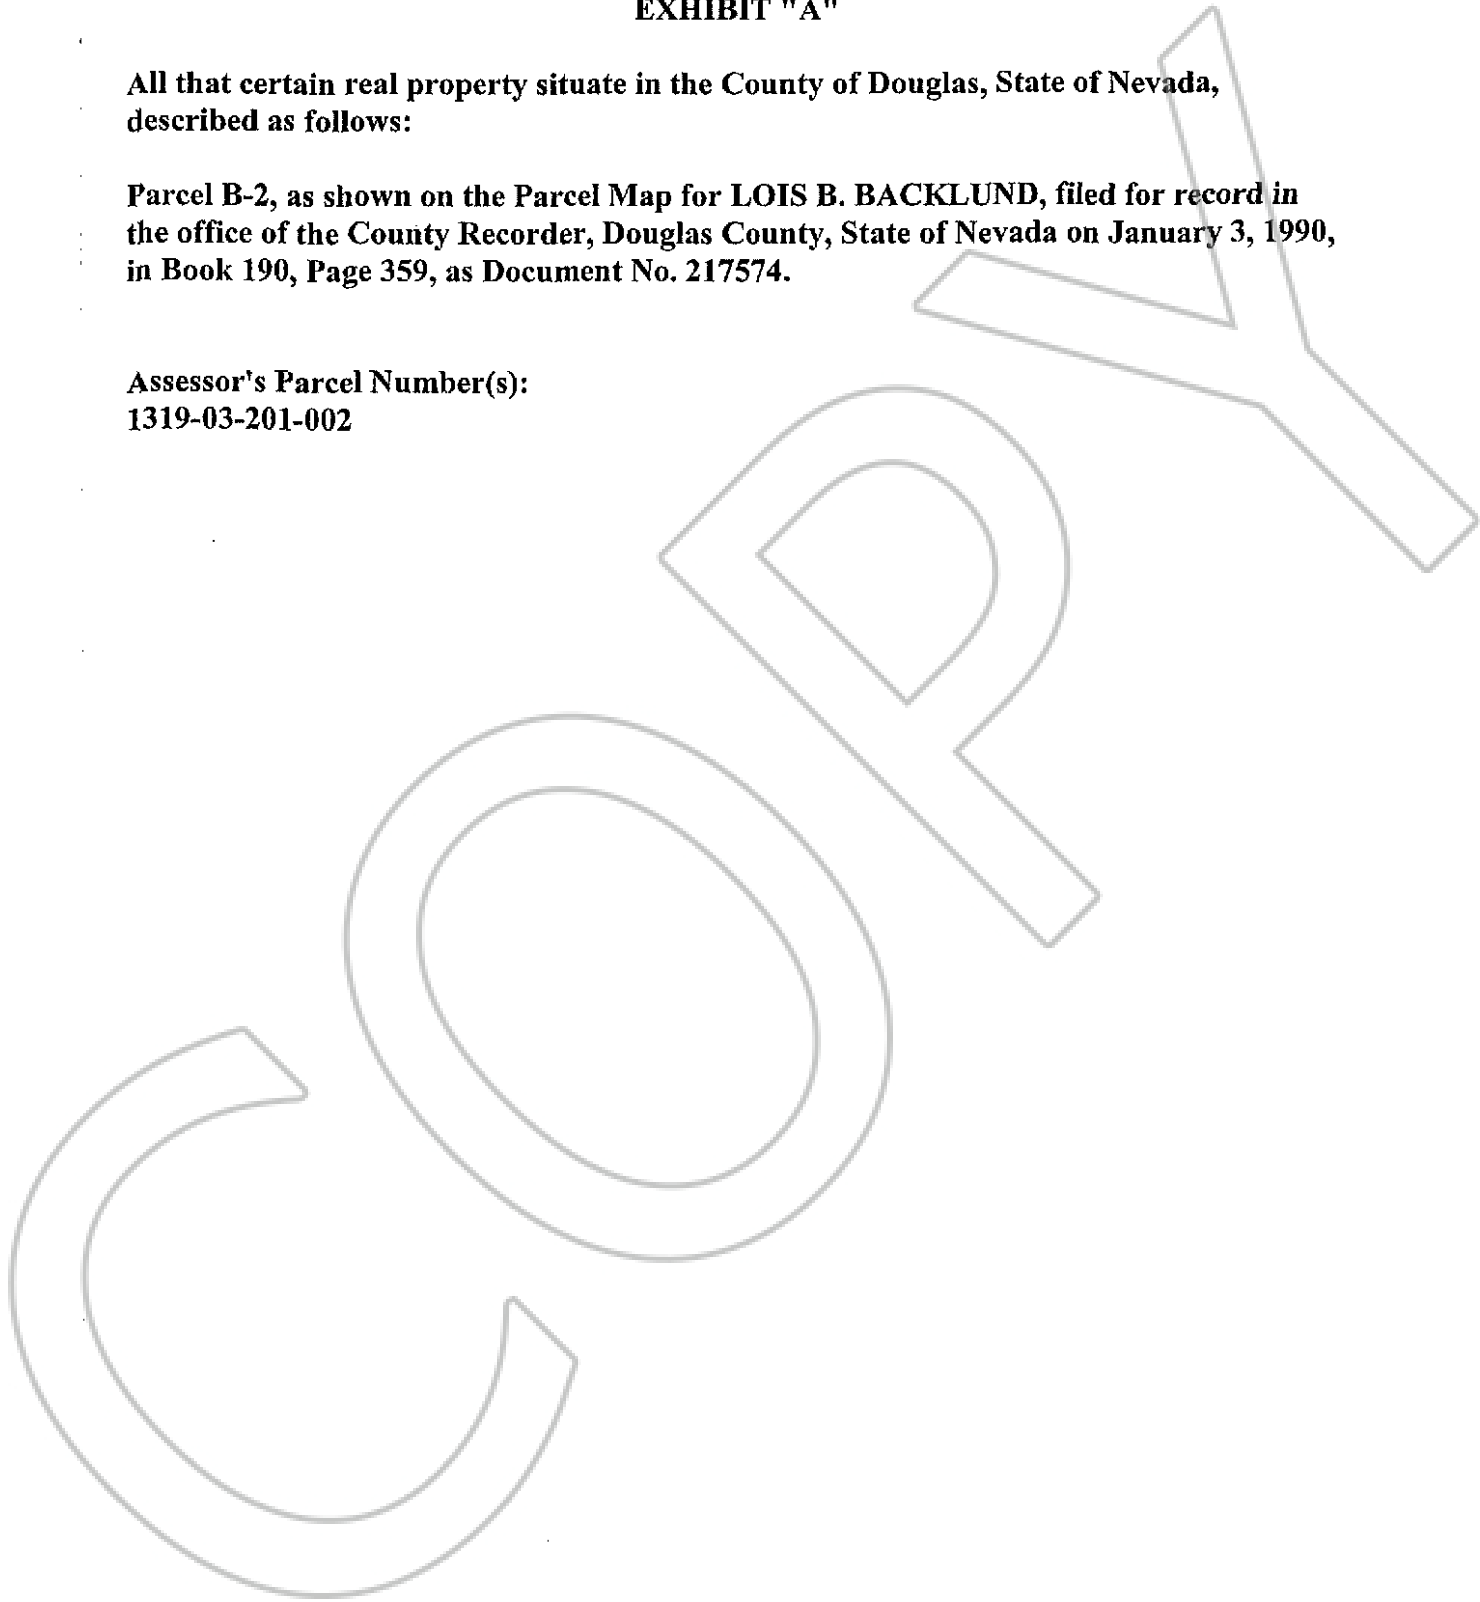 EXHIBIT "A"
All that certain real property situate in the County of Douglas, State of Nevada,
described as follows:
Parcel B-2, as shown on the Parcel Map for LOIS B. BACKLUND, filed for record in
the office of the County Recorder, Douglas County, State of Nevada on January 3, 1990,
in Book 190, Page 359, as Document No. 217574.
Assessor's Parcel Number(s):
1319-03-201-002
COPY